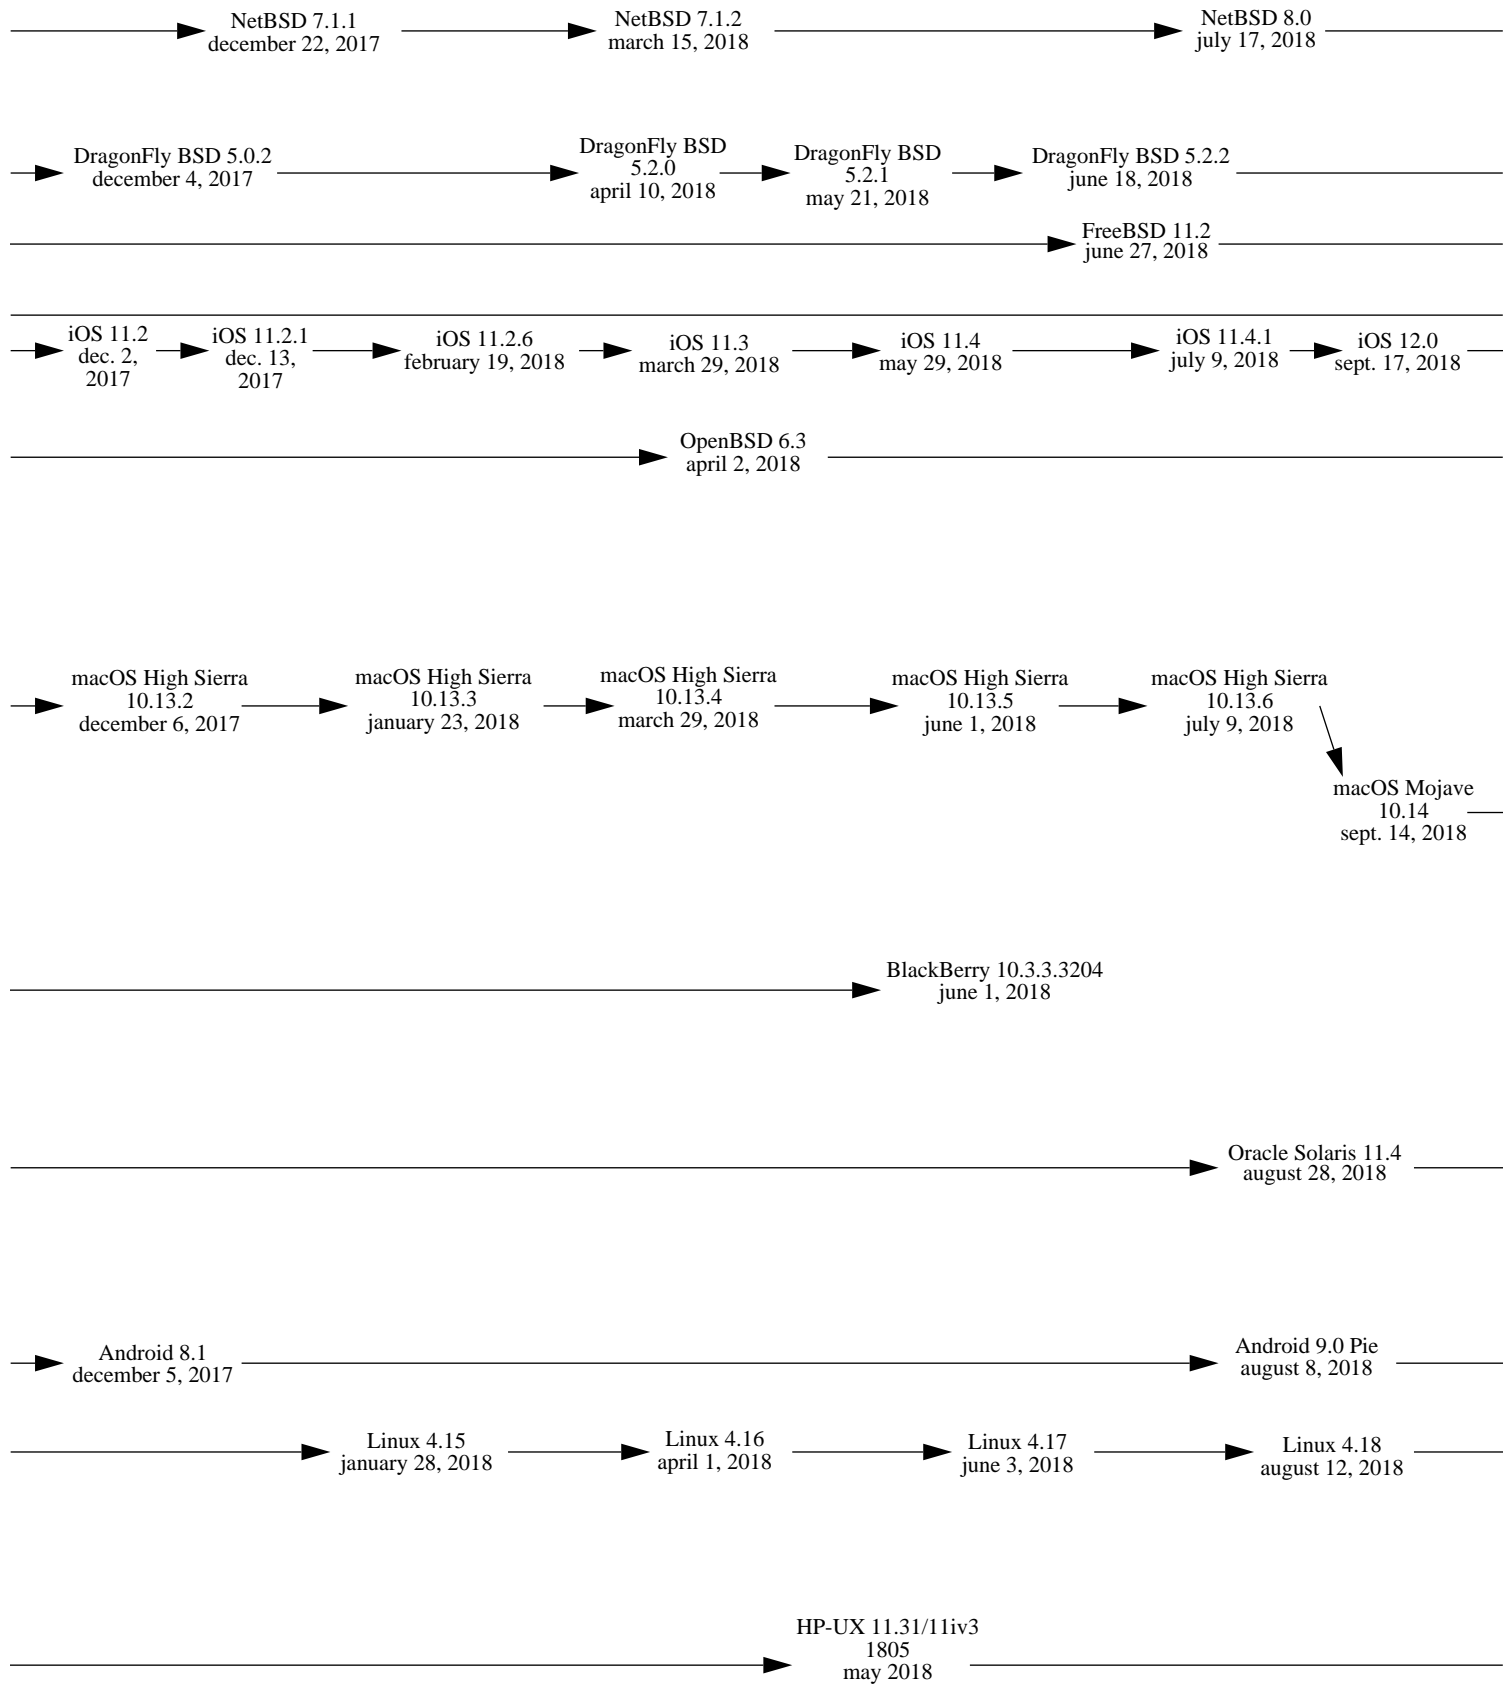 NetBSD 7.1.1
december 22, 2017
NetBSD 7.1.2
march 15, 2018
NetBSD 8.0
july 17, 2018
DragonFly BSD 5.0.2
december 4, 2017
DragonFly BSD
5.2.0
april 10, 2018
DragonFly BSD
5.2.1
may 21, 2018
DragonFly BSD 5.2.2
june 18, 2018
FreeBSD 11.2
june 27, 2018
iOS 11.2
dec. 2,
2017
iOS 11.2.1
dec. 13,
2017
iOS 11.2.6
february 19, 2018
iOS 11.3
march 29, 2018
iOS 11.4
may 29, 2018
iOS 11.4.1
july 9, 2018
iOS 12.0
sept. 17, 2018
OpenBSD 6.3
april 2, 2018
macOS High Sierra
10.13.2
december 6, 2017
macOS High Sierra
10.13.3
january 23, 2018
macOS High Sierra
10.13.4
march 29, 2018
macOS High Sierra
10.13.5
june 1, 2018
macOS High Sierra
10.13.6
july 9, 2018
macOS Mojave
10.14
sept. 14, 2018
BlackBerry 10.3.3.3204
june 1, 2018
Oracle Solaris 11.4
august 28, 2018
Android 8.1
december 5, 2017
Android 9.0 Pie
august 8, 2018
Linux 4.15
january 28, 2018
Linux 4.16
april 1, 2018
Linux 4.17
june 3, 2018
Linux 4.18
august 12, 2018
HP-UX 11.31/11iv3
1805
may 2018